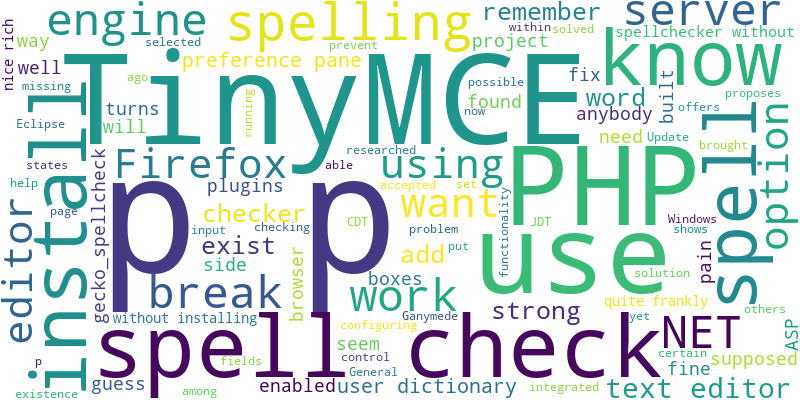 nice rich
way
well
missing
Eclipse
states
help
editor
existence
install
engine
selected
ago
turns
will
Firefox
plugins
checker
gecko_spellcheck
exist
side
break
without installing
guess
p
fields
among
spelling
preference pane
running
TinyMCE
p p
using
able
want
browser
input
CDT
checking
add
boxes
work
configuring
Ganymede
seem
control
General
enabled
user dictionary
spell check
remember
project
found
researched
accepted
set
problem
put
functionality
strong
yet
integrated
within
solved
prevent
possible
now
fix
word
anybody
need
PHP
use
JDT
solution
quite frankly
NET
fine
text editor
server
spellchecker without
know
built
offers
Update
proposes
brought
spell
option
Windows
page
shows
pain
supposed
ASP
others
certain